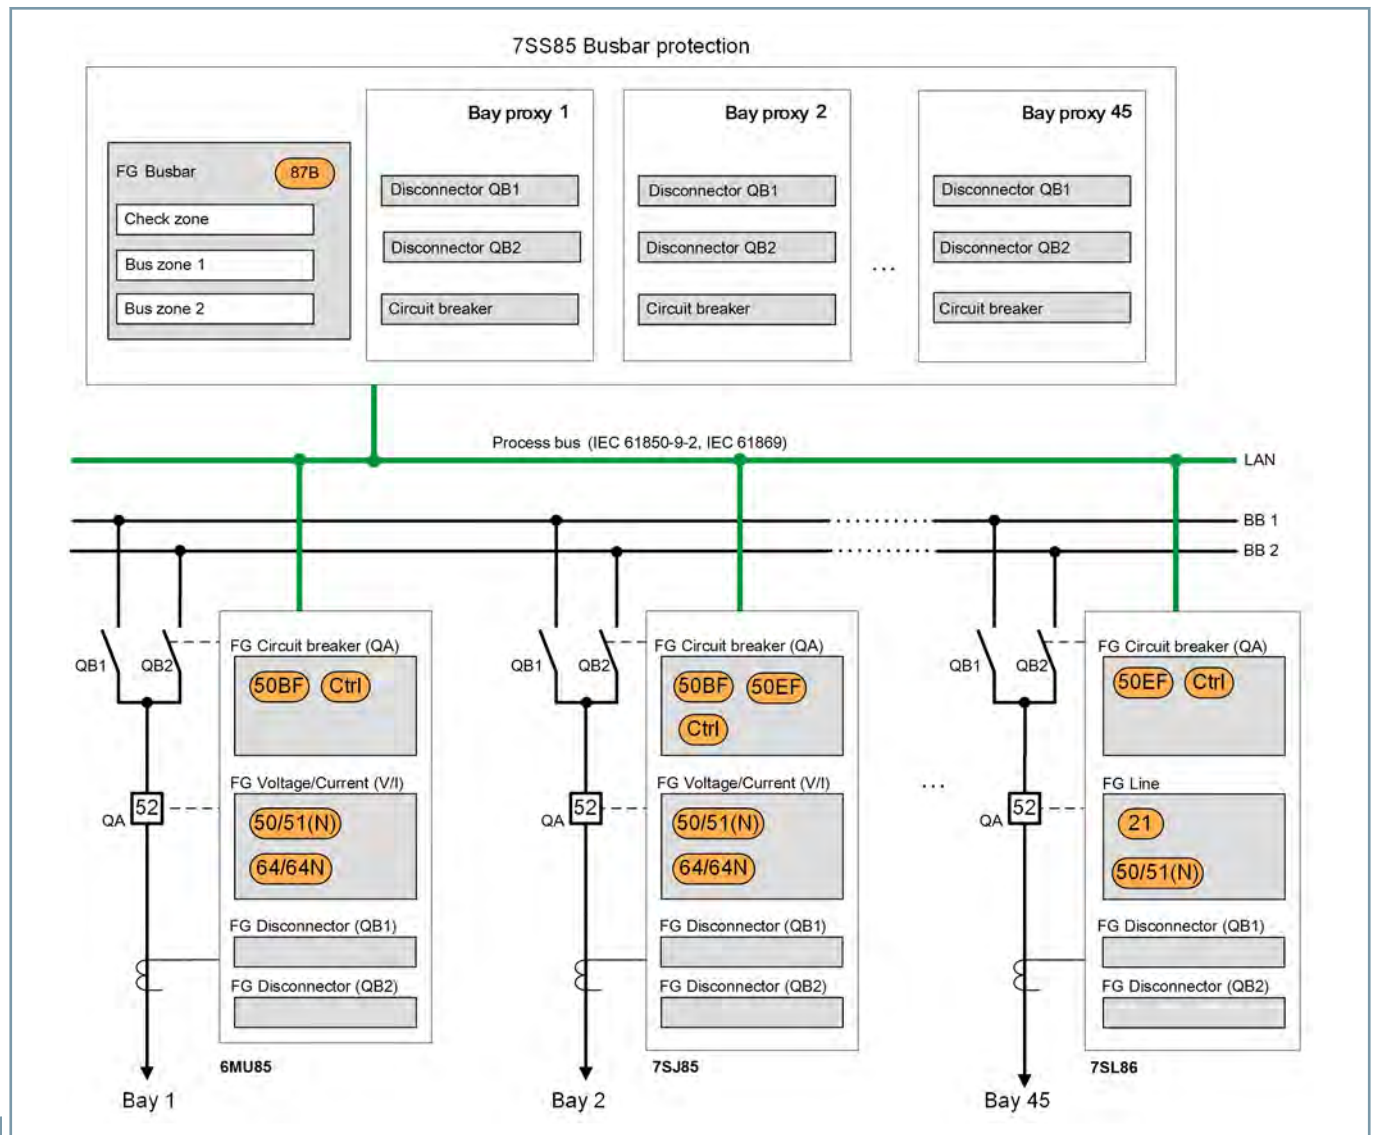 7SS85 Busbar protection
Bay proxy 1
Bay proxy 2
Bay proxy 45
FG Busbar
87B
Check zone
Bus zone 1
Bus zone 2
Disconnector QB1
Disconnector QB2
Circuit breaker
Disconnector QB1
Disconnector QB2
Circuit breaker
...
Disconnector QB1
Disconnector QB2
Circuit breaker
Process bus (IEC 61850-9-2, IEC 61869)
LAN
BB 1
BB 2
QB1
QB2
QA
52
FG Circuit breaker (QA)
50BF
Ctrl
FG Voltage/Current (V/I)
50/51(N)
64/64N
FG Disconnector (QB1)
FG Disconnector (QB2)
6MU85
Bay 1
QB1
QB2
QA
52
FG Circuit breaker (QA)
50BF
50EF
Ctrl
FG Voltage/Current (V/I)
50/51(N)
64/64N
FG Disconnector (QB1)
FG Disconnector (QB2)
7SJ85
Bay 2
...
QB1
QB2
QA
52
FG Circuit breaker (QA)
50EF
Ctrl
FG Line
21
50/51(N)
FG Disconnector (QB1)
FG Disconnector (QB2)
7SL86
Bay 45